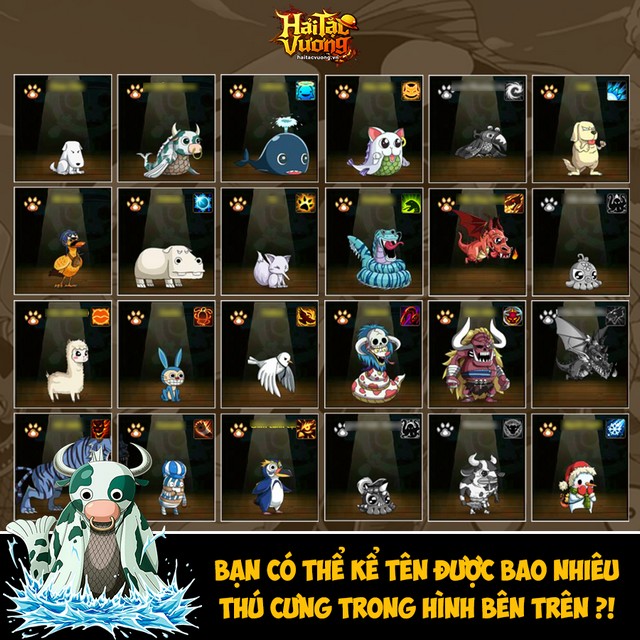 HẢI TẶC
VƯƠNG
haitacvuong.vn
BẠN CÓ THỂ KỂ TÊN ĐƯỢC BAO NHIÊU
THÚ CƯNG TRONG HÌNH BÊN TRÊN ?!